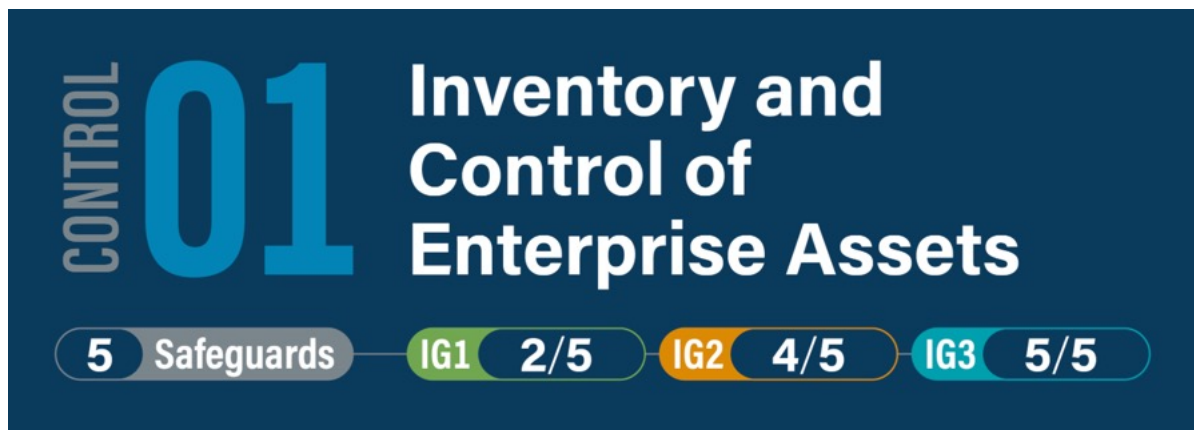 CONTROL
01
Inventory and
Control of
Enterprise Assets
5 Safeguards IG1 2/5 IG2 4/5 IG3 5/5